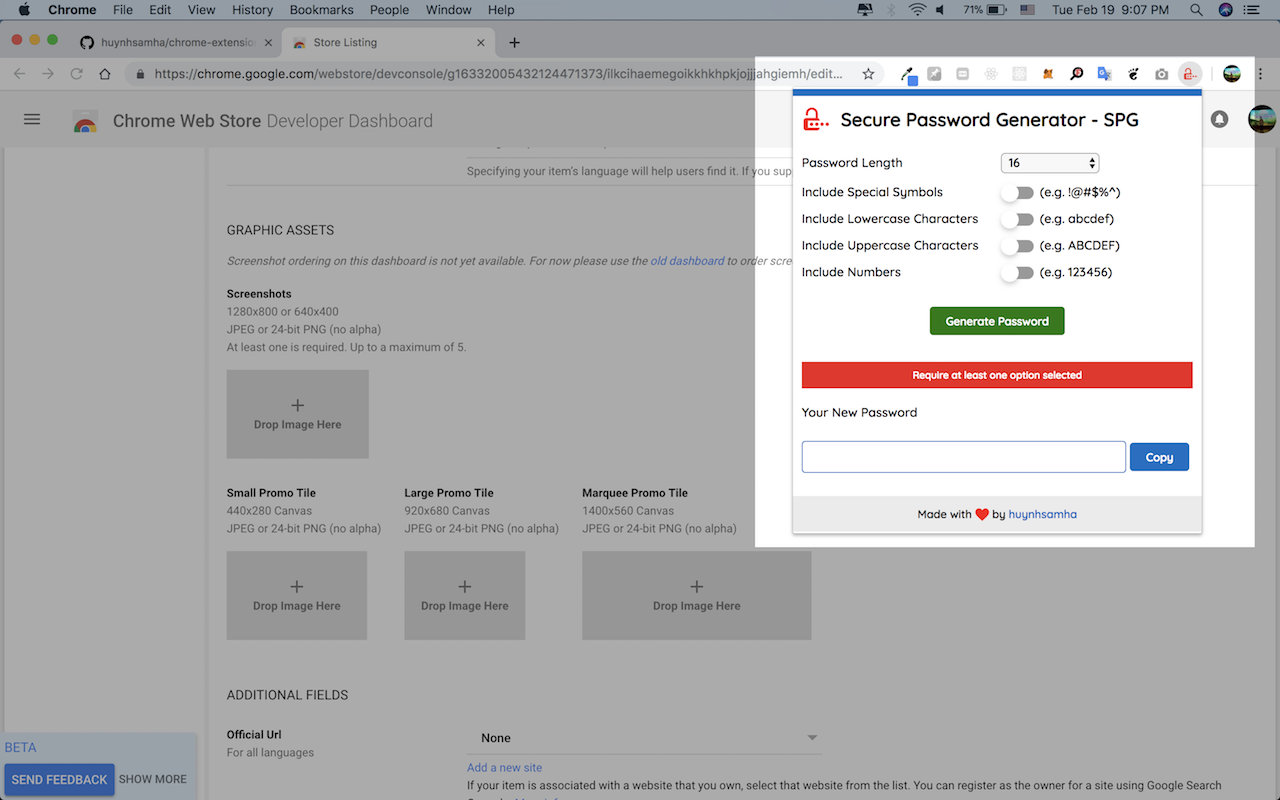 Chrome File Edit View History Bookmarks People Window Help 71% Tue Feb 19 9:07 PM
huynhsamha/chrome-extensio Store Listing
https://chrome.google.com/webstore/devconsole/g16332005432124471373/ilkcihaemegoikkhkhpkjojjjahgiemh/edit...
Chrome Web Store Developer Dashboard
Specifying your item's language will help users find it. If you sup
GRAPHIC ASSETS
Screenshot ordering on this dashboard is not yet available. For now please use the old dashboard to order scre
Screenshots
1280x800 or 640x400
JPEG or 24-bit PNG (no alpha)
At least one is required. Up to a maximum of 5.
Drop Image Here
Small Promo Tile
440x280 Canvas
JPEG or 24-bit PNG (no alpha)
Drop Image Here
Large Promo Tile
920x680 Canvas
JPEG or 24-bit PNG (no alpha)
Drop Image Here
Marquee Promo Tile
1400x560 Canvas
JPEG or 24-bit PNG (no alpha)
Drop Image Here
ADDITIONAL FIELDS
Official Url
For all languages
None
Add a new site
If your item is associated with a website that you own, select that website from the list. You can register as the owner for a site using Google Search
BETA
SEND FEEDBACK SHOW MORE
Secure Password Generator - SPG
Password Length 16
Include Special Symbols (e.g. !@#$%^)
Include Lowercase Characters (e.g. abcdef)
Include Uppercase Characters (e.g. ABCDEF)
Include Numbers (e.g. 123456)
Generate Password
Require at least one option selected
Your New Password
Copy
Made with ❤️ by huynhsamha